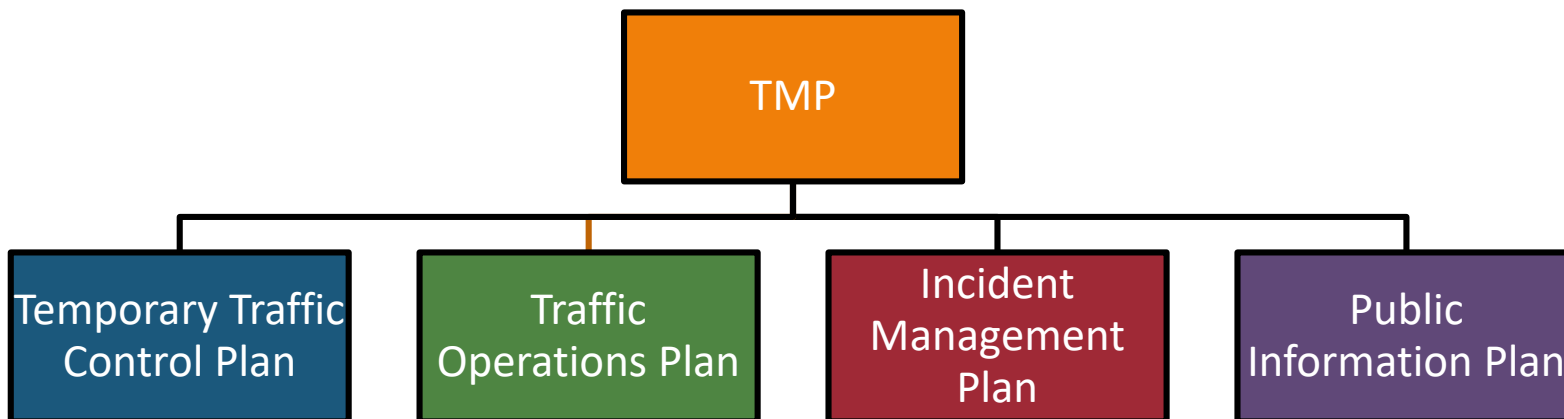 TMP
Temporary Traffic
Control Plan
Traffic
Operations Plan
Incident
Management
Plan
Public
Information Plan